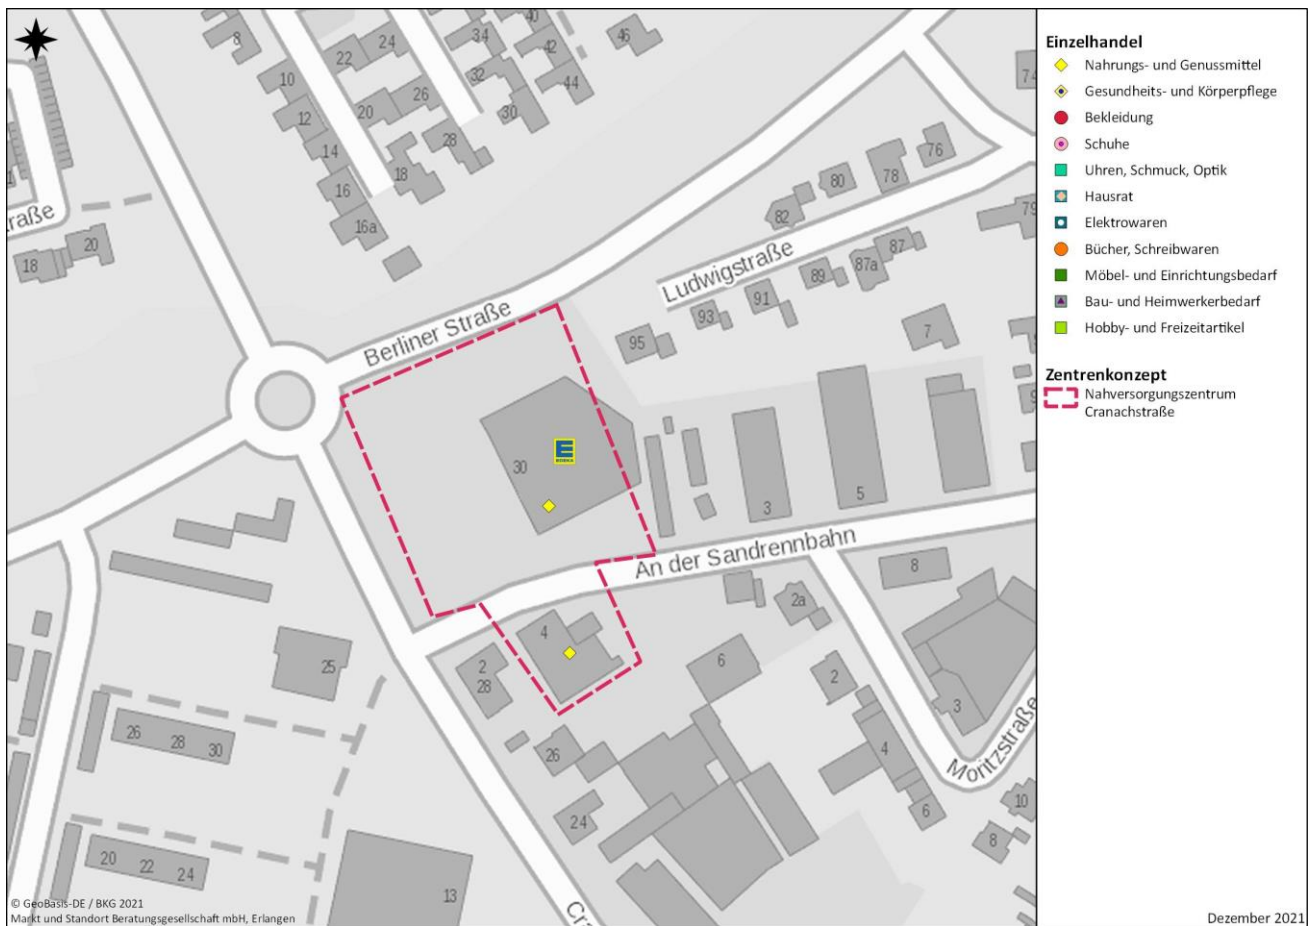 8
22
24
34
40
42
46
44
32
10
12
14
20
26
28
30
18
16
16a
74
76
78
80
82
79
raße
18
20
Ludwigstraße
87
87a
89
91
93
95
7
Berliner Straße
30
E
EDEKA
3
5
An der Sandrennbahn
8
2a
4
2
28
6
2
25
3
26
28
30
26
4
Moritzstraße
6
10
8
24
20
22
24
13
Cra
© GeoBasis-DE / BKG 2021
Markt und Standort Beratungsgesellschaft mbH, Erlangen
Einzelhandel
Nahrungs- und Genussmittel
Gesundheits- und Körperpflege
Bekleidung
Schuhe
Uhren, Schmuck, Optik
Hausrat
Elektrowaren
Bücher, Schreibwaren
Möbel- und Einrichtungsbedarf
Bau- und Heimwerkerbedarf
Hobby- und Freizeitartikel
Zentrenkonzept
Nahversorgungszentrum
Cranachstraße
Dezember 2021